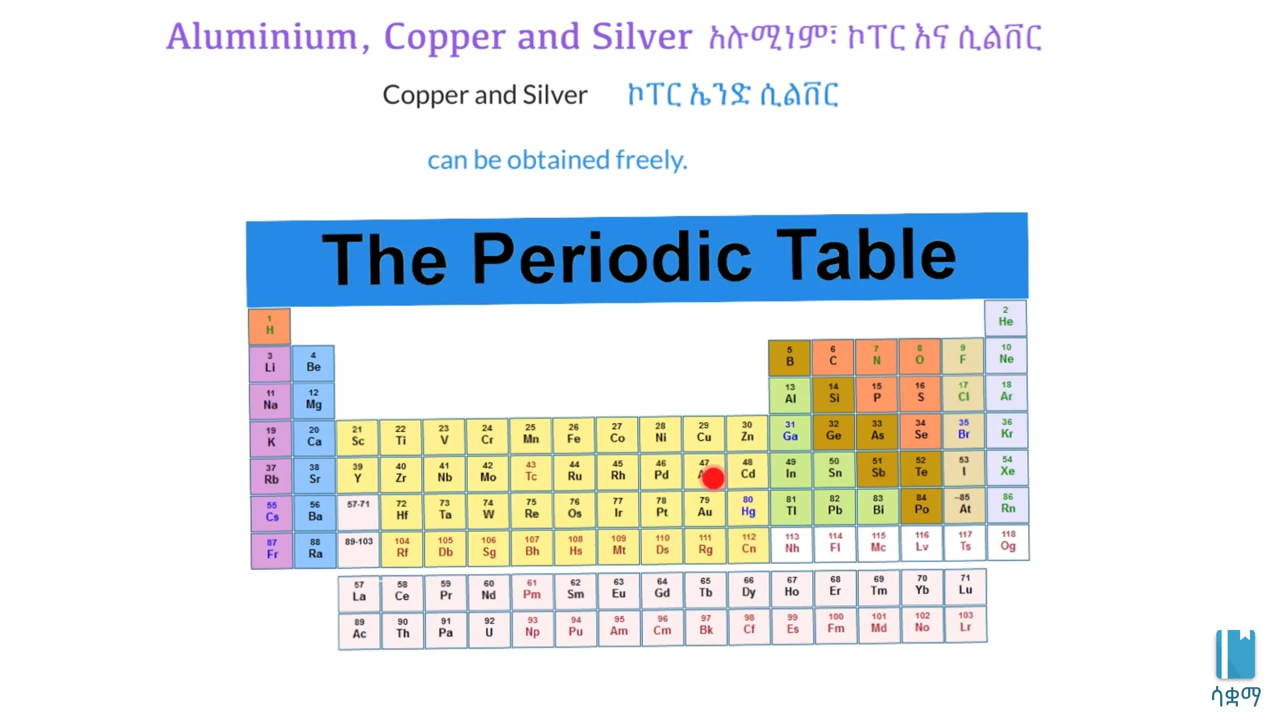 Aluminium, Copper and Silver አሉሚነም፣ ኮፐር እና ሲልቨር
Copper and Silver ኮፐር ኤንድ ሲልቨር
can be obtained freely.
The Periodic Table
1 H 2 He
3 Li 4 Be 5 B 6 C 7 N 8 O 9 F 10 Ne
11 Na 12 Mg 13 Al 14 Si 15 P 16 S 17 Cl 18 Ar
19 K 20 Ca 21 Sc 22 Ti 23 V 24 Cr 25 Mn 26 Fe 27 Co 28 Ni 29 Cu 30 Zn 31 Ga 32 Ge 33 As 34 Se 35 Br 36 Kr
37 Rb 38 Sr 39 Y 40 Zr 41 Nb 42 Mo 43 Tc 44 Ru 45 Rh 46 Pd 47 48 Cd 49 In 50 Sn 51 Sb 52 Te 53 I 54 Xe
55 Cs 56 Ba 57-71 72 Hf 73 Ta 74 W 75 Re 76 Os 77 Ir 78 Pt 79 Au 80 Hg 81 Tl 82 Pb 83 Bi 84 Po 85 At 86 Rn
87 Fr 88 Ra 89-103 104 Rf 105 Db 106 Sg 107 Bh 108 Hs 109 Mt 110 Ds 111 Rg 112 Cn 113 Nh 114 Fl 115 Mc 116 Lv 117 Ts 118 Og
57 La 58 Ce 59 Pr 60 Nd 61 Pm 62 Sm 63 Eu 64 Gd 65 Tb 66 Dy 67 Ho 68 Er 69 Tm 70 Yb 71 Lu
89 Ac 90 Th 91 Pa 92 U 93 Np 94 Pu 95 Am 96 Cm 97 Bk 98 Cf 99 Es 100 Fm 101 Md 102 No 103 Lr
ሳቋማ